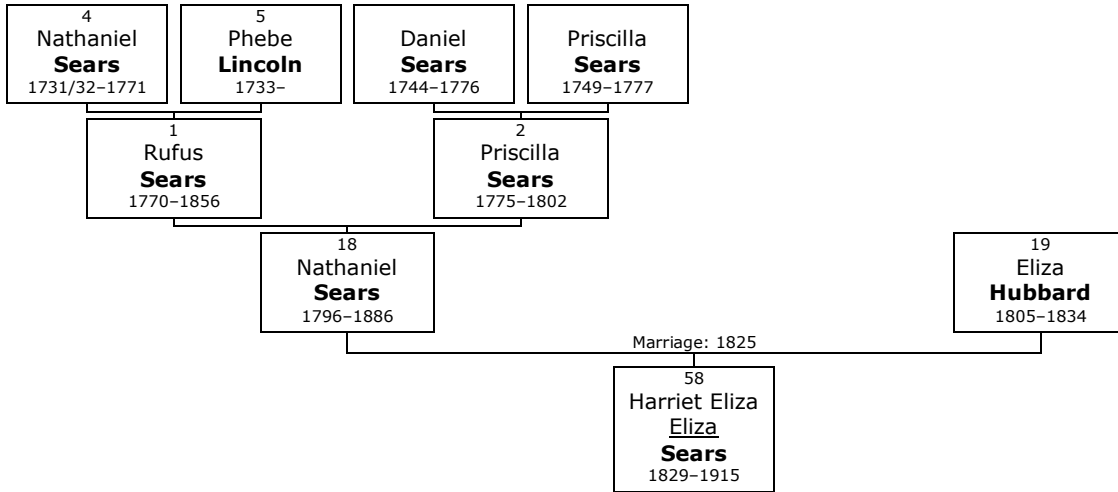 4
Nathaniel
Sears
1731/32–1771
5
Phebe
Lincoln
1733–
Daniel
Sears
1744–1776
Priscilla
Sears
1749–1777
1
Rufus
Sears
1770–1856
2
Priscilla
Sears
1775–1802
18
Nathaniel
Sears
1796–1886
19
Eliza
Hubbard
1805–1834
Marriage: 1825
58
Harriet Eliza
Eliza
Sears
1829–1915